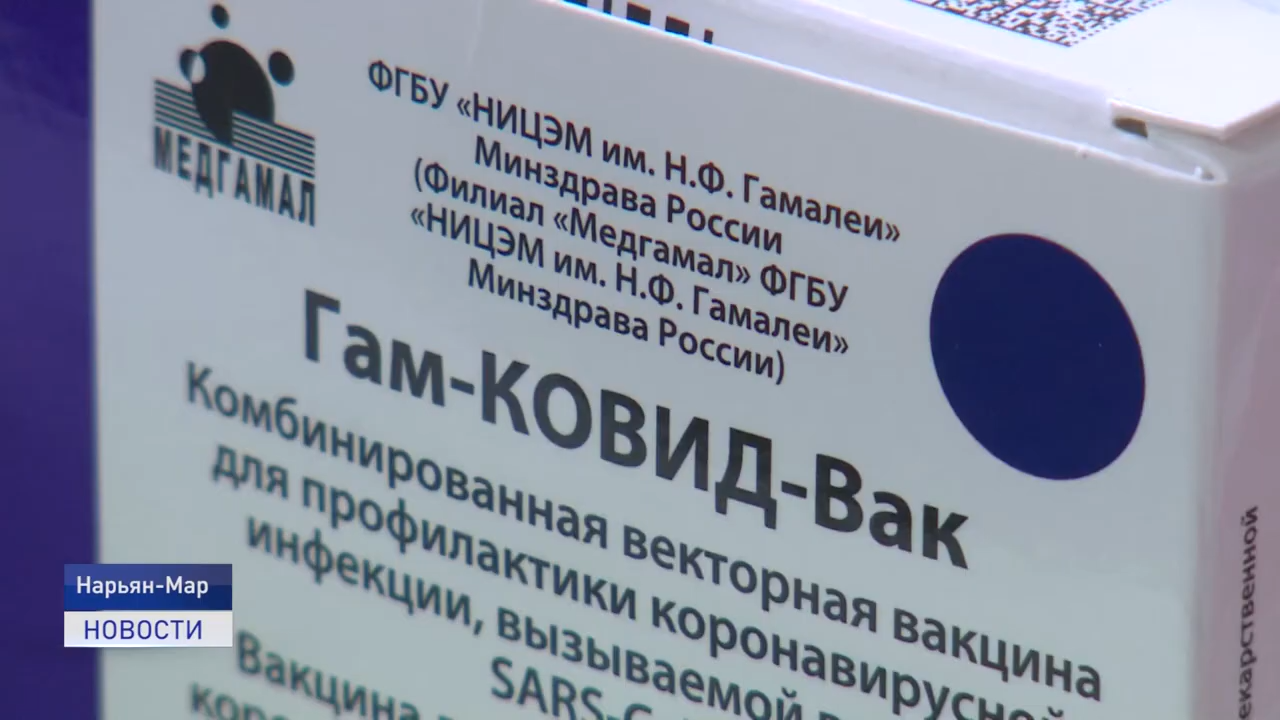 МЕДГАМАЛ
ФГБУ «НИЦЭМ им. Н.Ф. Гамалеи»
Минздрава России
(Филиал «Медгамал» ФГБУ
«НИЦЭМ им. Н.Ф. Гамалеи»
Минздрава России)
Гам-КОВИД-Вак
Комбинированная векторная вакцина
для профилактики коронавирусной
инфекции, вызываемой
SARS-C
Вакцина
Нарьян-Мар
НОВОСТИ